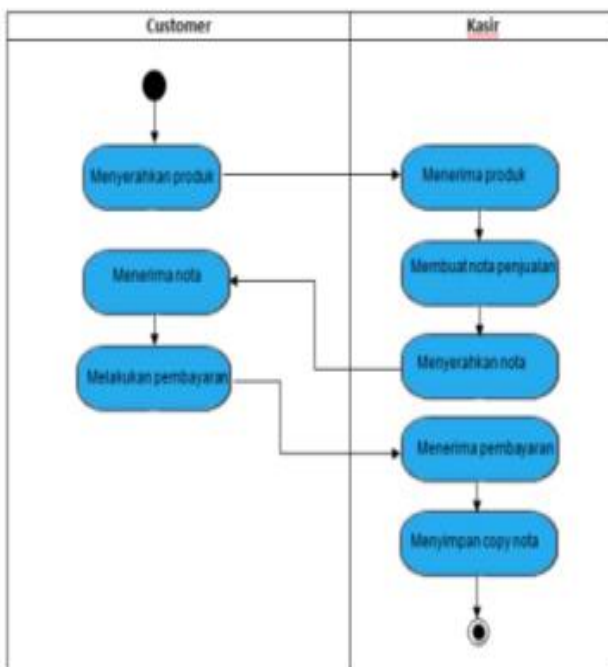 Customer
Kasir
Menyerahkan produk
Menerima produk
Membuat nota penjualan
Menerima nota
Menyerahkan nota
Melakukan pembayaran
Menerima pembayaran
Menyimpan copy nota